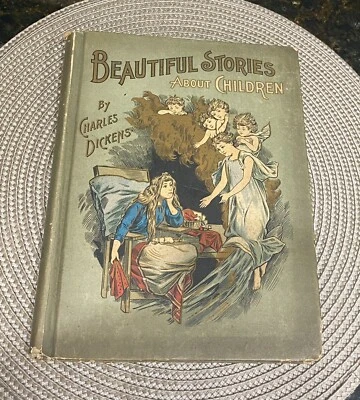 BEAUTIFUL STORIES
ABOUT CHILDREN
BY
CHARLES
DICKENS